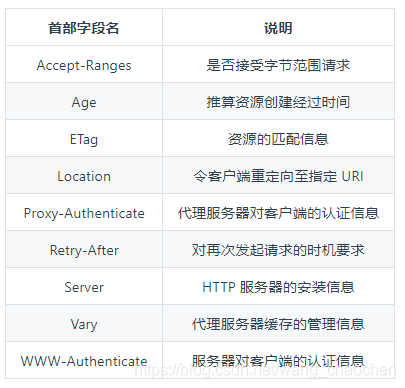 首部字段名 说明
Accept-Ranges 是否接受字节范围请求
Age 推算资源创建经过时间
ETag 资源的匹配信息
Location 令客户端重定向至指定 URI
Proxy-Authenticate 代理服务器对客户端的认证信息
Retry-After 对再次发起请求的时机要求
Server HTTP 服务器的安装信息
Vary 代理服务器缓存的管理信息
WWW-Authenticate 服务器对客户端的认证信息
https://blog.csdn.net/wang_chaochen